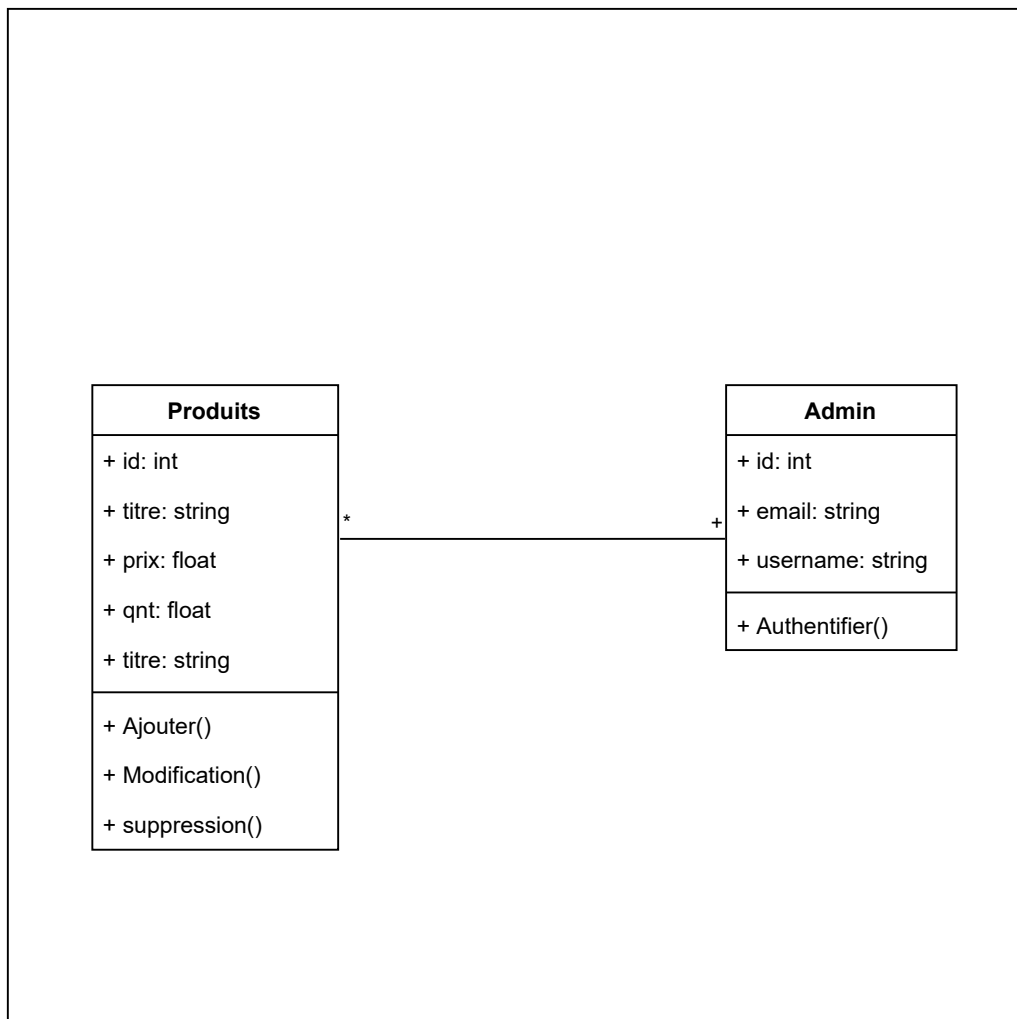 Produits
+ id: int
+ titre: string
+ prix: float
+ qnt: float
+ titre: string
+ Ajouter()
+ Modification()
+ suppression()
*
+
Admin
+ id: int
+ email: string
+ username: string
+ Authentifier()